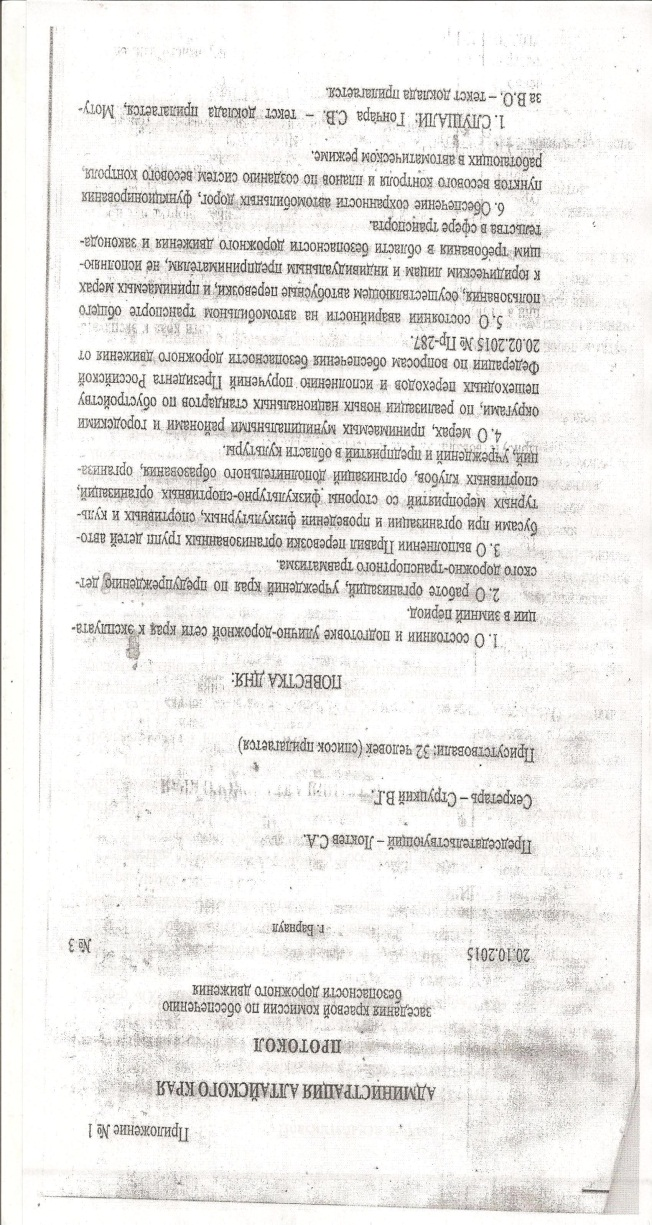 Приложение № 1
АДМИНИСТРАЦИЯ АЛТАЙСКОГО КРАЯ
ПРОТОКОЛ
заседания краевой комиссии по обеспечению
безопасности дорожного движения
20.10.2015 № 3
г. Барнаул
Председательствующий – Локтев С.А.
Секретарь – Струцкий В.Г.
Присутствовали: 32 человек (список прилагается)
ПОВЕСТКА ДНЯ:
1. О состоянии и подготовке улично-дорожной сети края к эксплуата-
ции в зимний период.
2. О работе организаций, учреждений края по предупреждению дет-
ского дорожно-транспортного травматизма.
3. О выполнении Правил перевозки организованных групп детей авто-
бусами при организации и проведении физкультурных, спортивных и куль-
турных мероприятий со стороны физкультурно-спортивных организаций,
спортивных клубов, организаций дополнительного образования, организа-
ций, учреждений и предприятий в области культуры.
4. О мерах, принимаемых муниципальными районами и городскими
округами, по реализации новых национальных стандартов по обустройству
пешеходных переходов и исполнению поручений Президента Российской
Федерации по вопросам обеспечения безопасности дорожного движения от
20.02.2015 № Пр-287.
5. О состоянии аварийности на автомобильном транспорте общего
пользования, осуществляющем автобусные перевозки, и принимаемых мерах
к юридическим лицам и индивидуальным предпринимателям, не исполняю-
щим требования в области безопасности дорожного движения и законода-
тельства в сфере транспорта.
6. Обеспечение сохранности автомобильных дорог, функционирования
пунктов весового контроля и планов по созданию систем весового контроля,
работающих в автоматическом режиме.
1. СЛУШАЛИ: Гончара С.В. – текст доклада прилагается, Моту-
за В.О. – текст доклада прилагается.